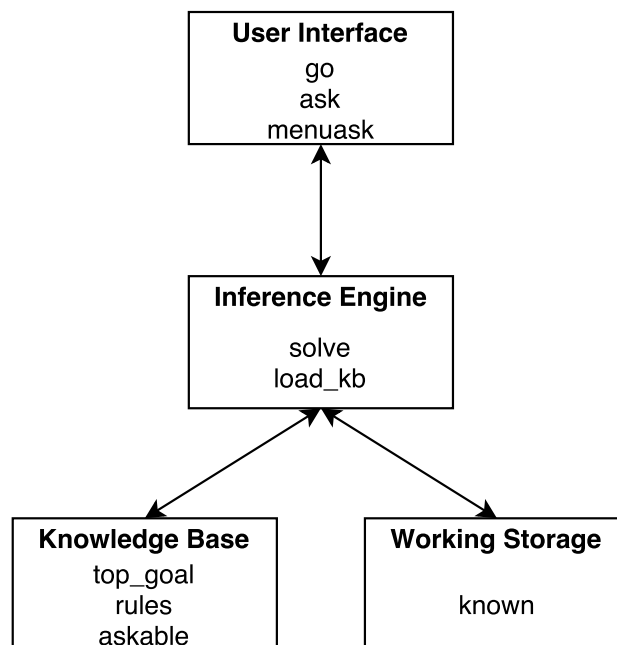 User Interface
go
ask
menuask
Inference Engine
solve
load_kb
Knowledge Base
top_goal
rules
askable
Working Storage
known